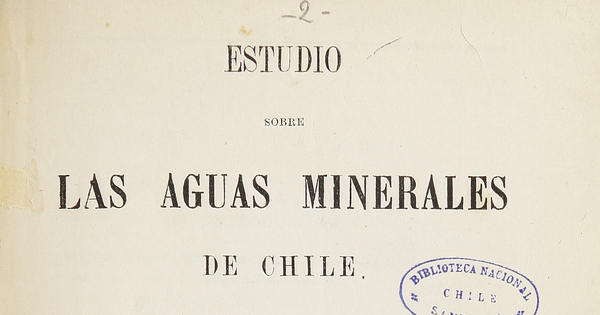 -2-
ESTUDIO
SOBRE
LAS AGUAS MINERALES
DE CHILE.
BIBLIOTECA NACIONAL
CHILE